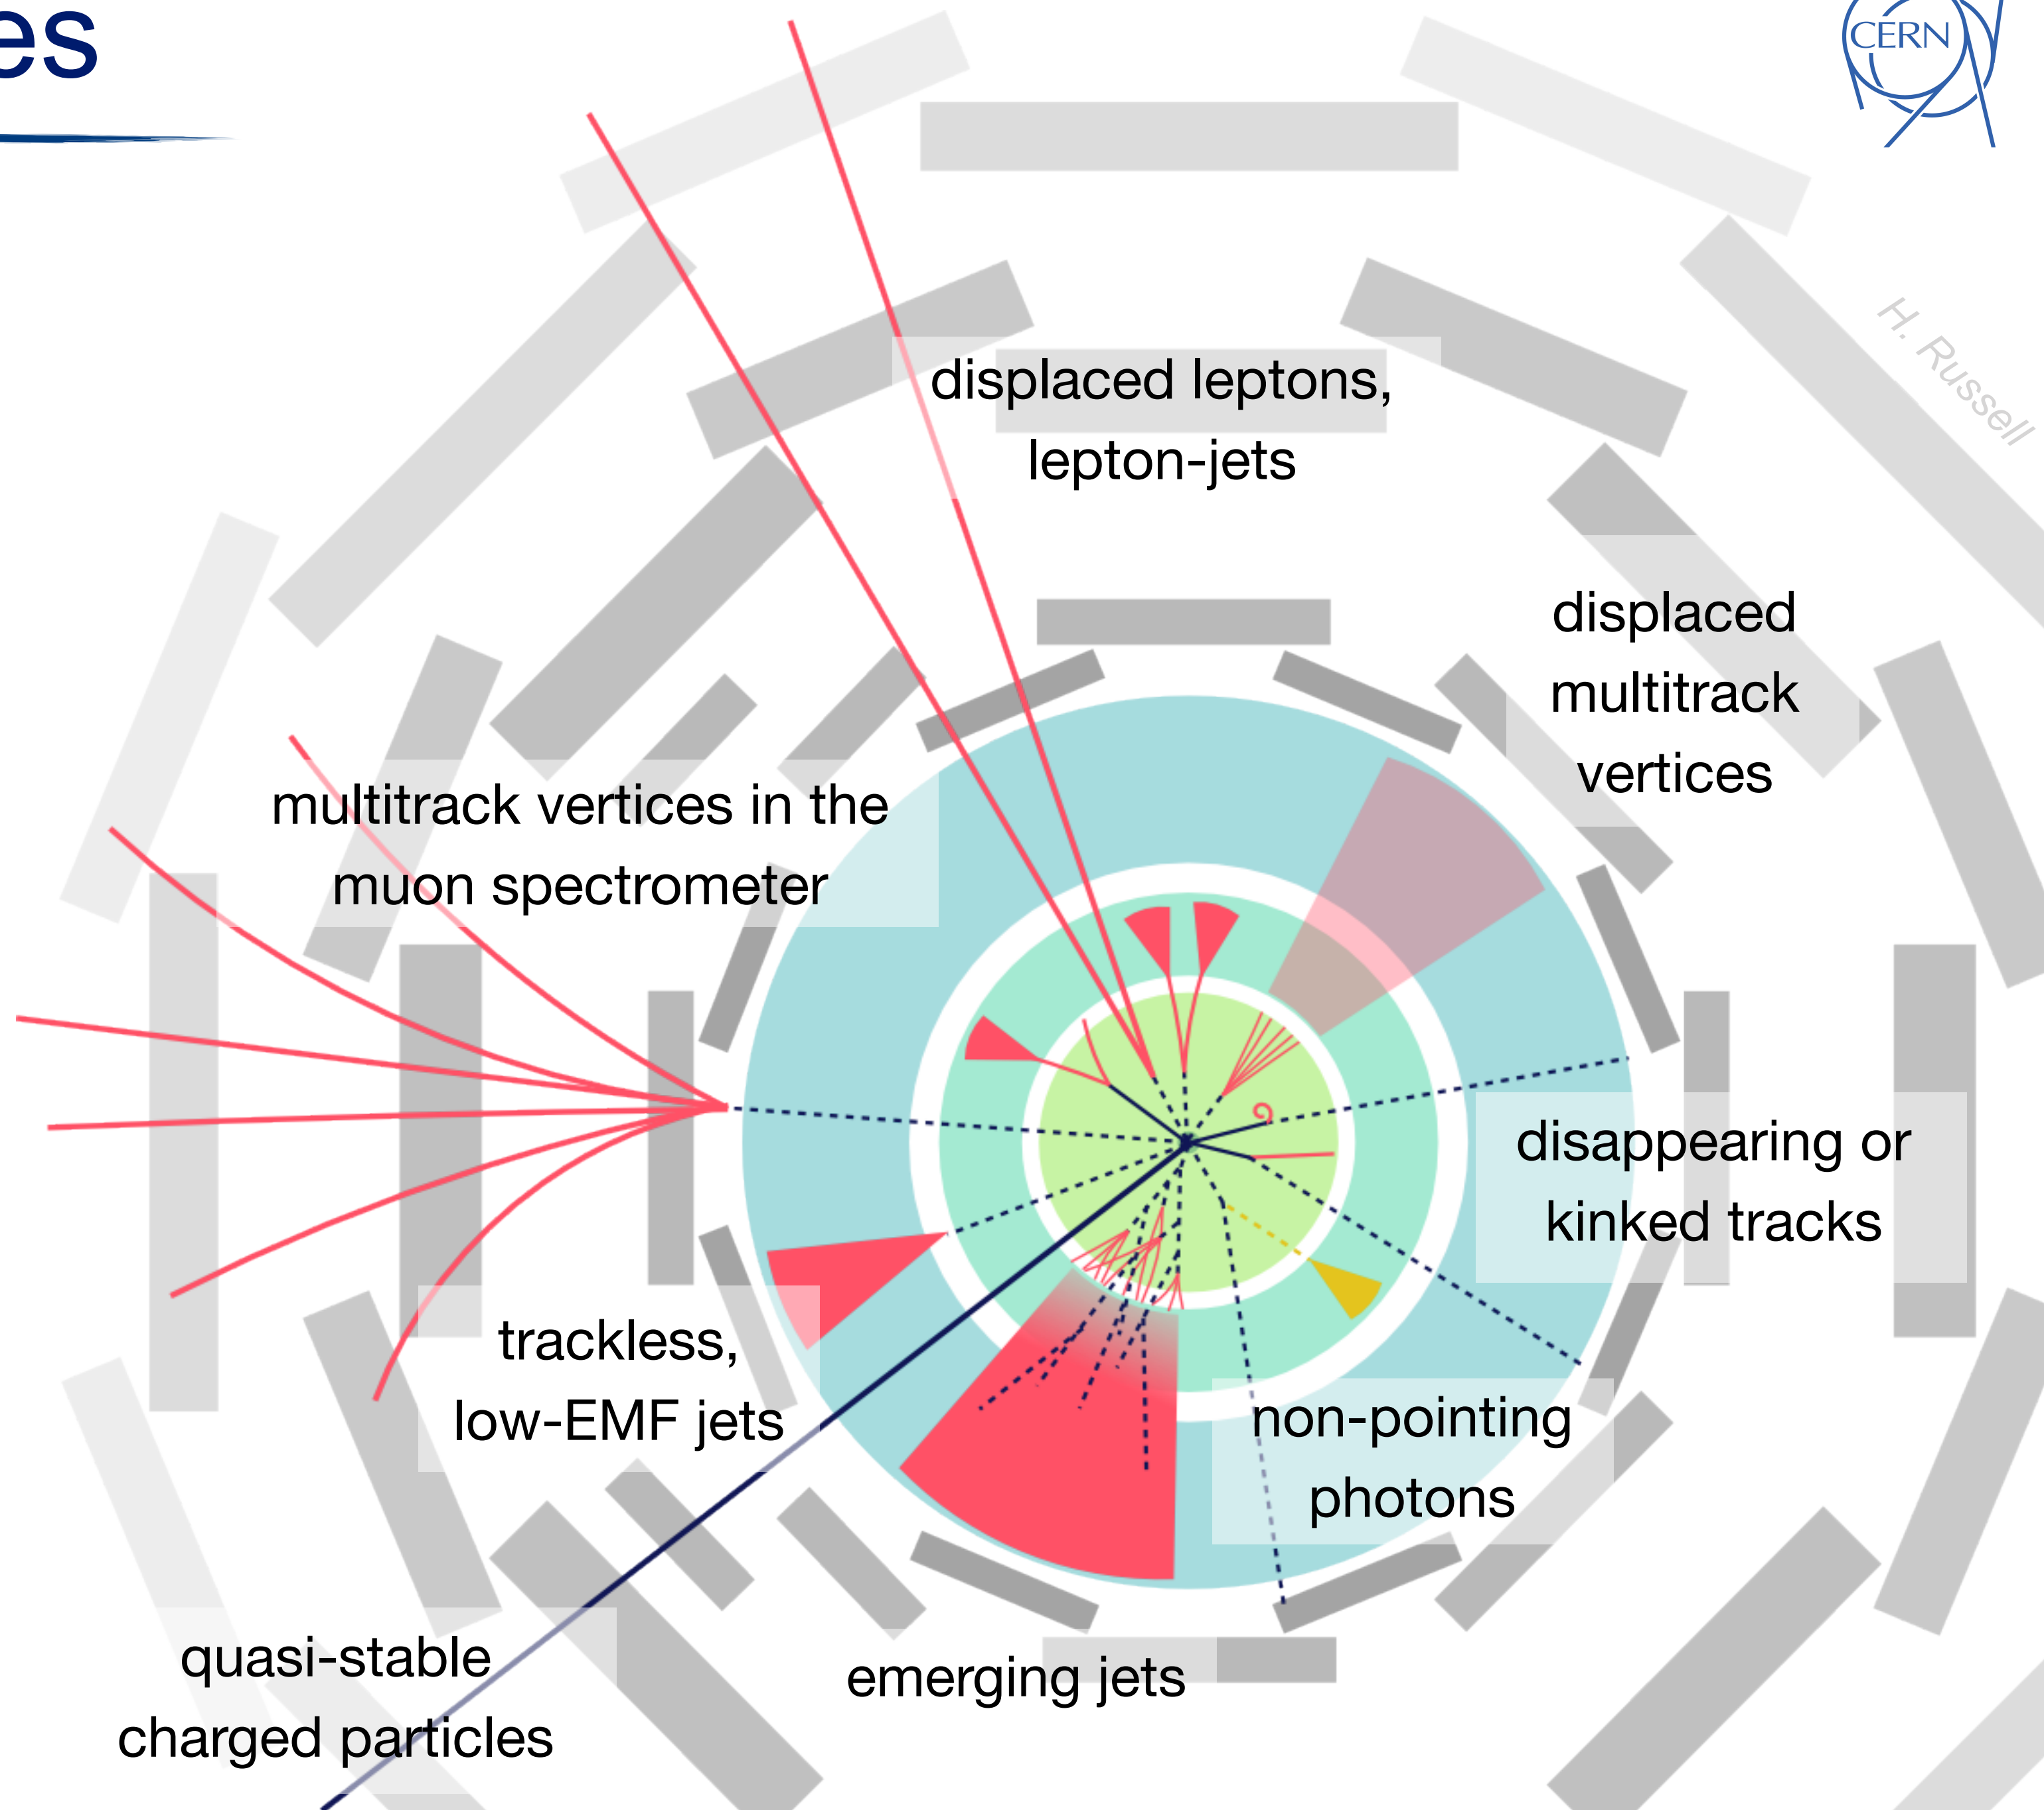 es
CERN
H. Russell
displaced leptons,
lepton-jets
displaced
multitrack
vertices
multitrack vertices in the
muon spectrometer
disappearing or
kinked tracks
trackless,
low-EMF jets
non-pointing
photons
quasi-stable
charged particles
emerging jets